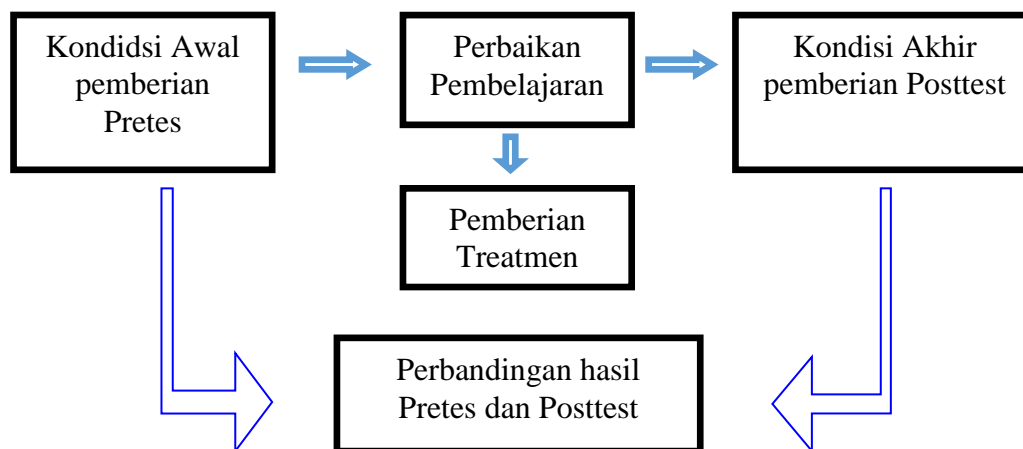 Kondidsi Awal
pemberian
Pretes
Perbaikan
Pembelajaran
Kondisi Akhir
pemberian Posttest
Pemberian
Treatmen
Perbandingan hasil
Pretes dan Posttest